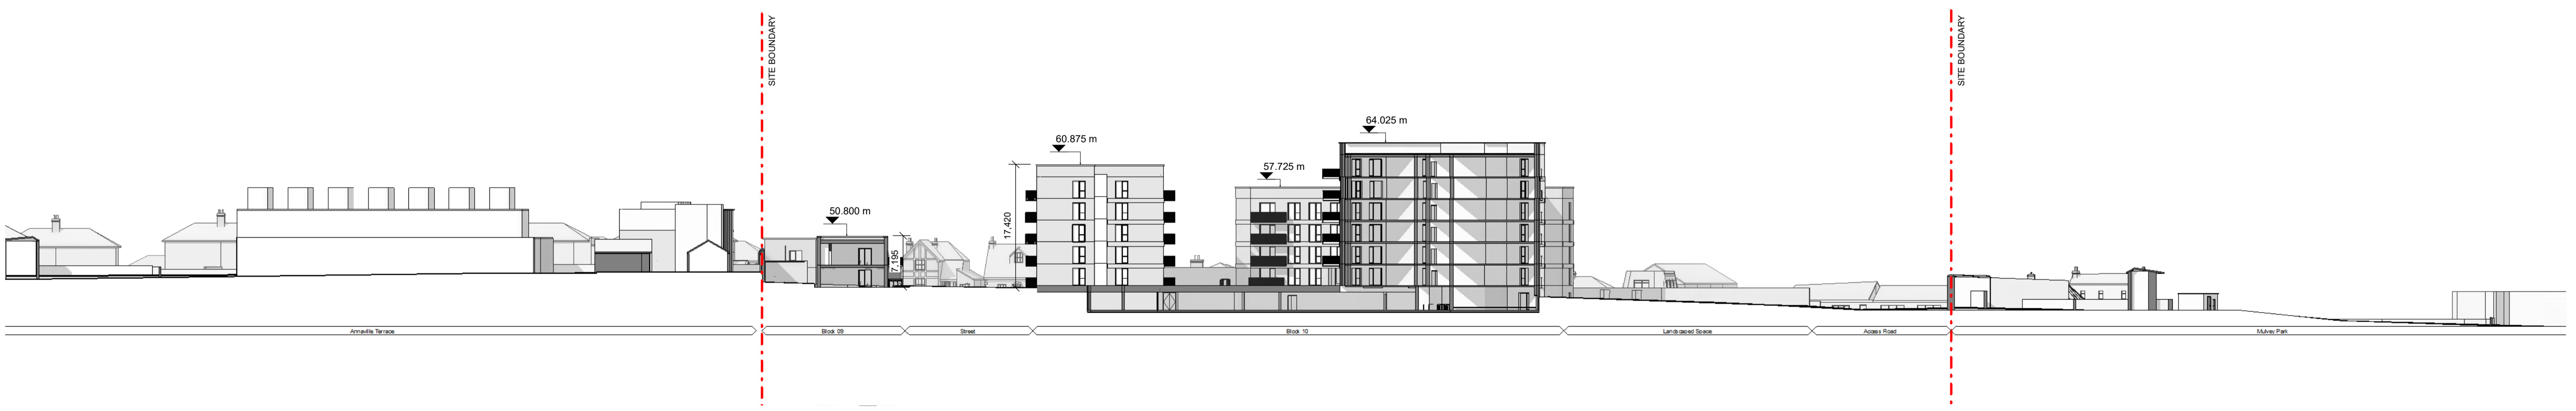 SITE BOUNDARY
SITE BOUNDARY
64.025 m
60.875 m
57.725 m
50.800 m
17,420
7,195
Annaville Terrace
Block 09
Street
Block 10
Landscaped Space
Access Road
Mulvey Park